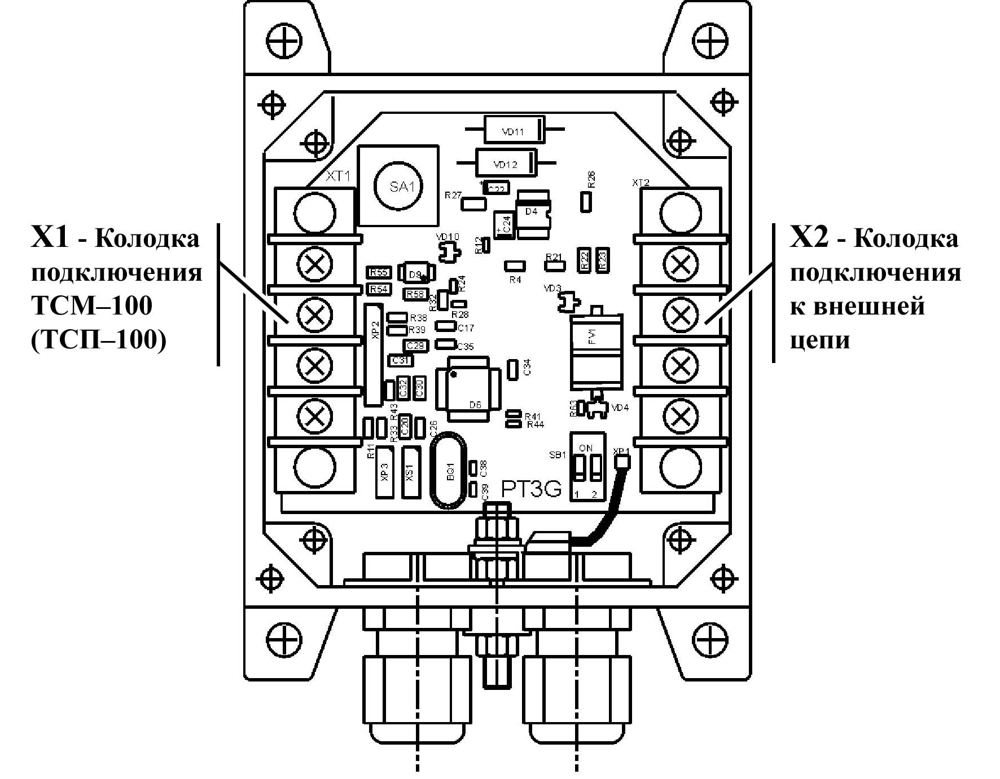 X1 - Колодка
подключения
ТСМ–100
(ТСП–100)
X2 - Колодка
подключения
к внешней
цепи
VD11
VD12
XT1
SA1
XT2
R26
+
C22
R27
D4
C24
+
VD10
R12
R21
R22
R23
R4
R55
D9
R54
R58
R24
R32
R28
VD3
XP2
R38
R39
C17
C29
C35
C31
FV1
C34
C32
C30
D6
R43
R63
VD4
R41
R44
C20
C26
R33
R11
XP3
XS1
BQ1
C38
C39
PT3G
SB1
ON
XP1
1 2